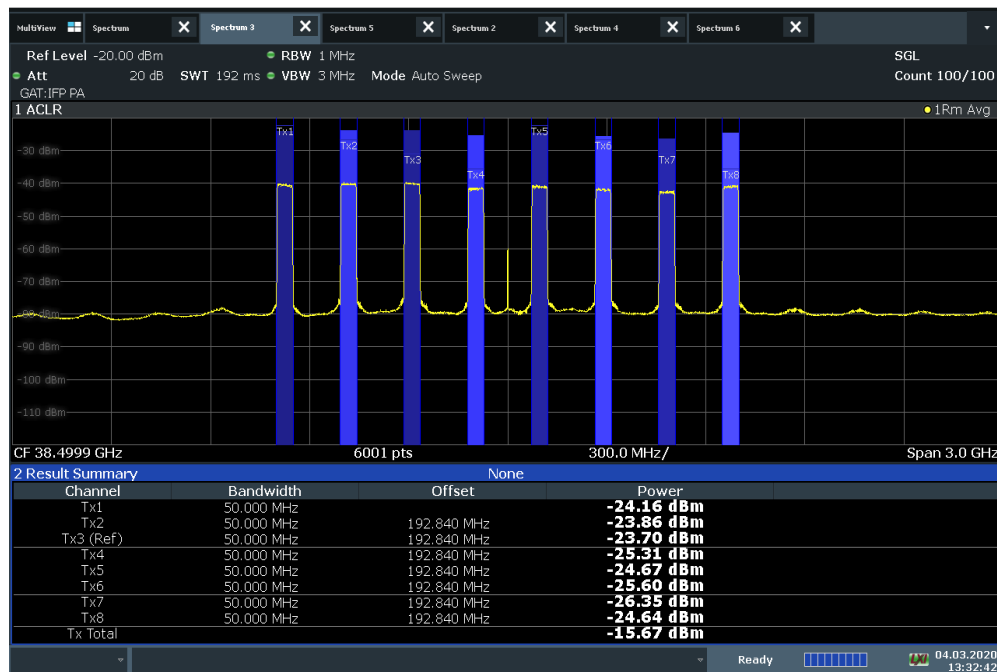 MultiView Spectrum Spectrum 3 Spectrum 5 Spectrum 2 Spectrum 4 Spectrum 6
Ref Level -20.00 dBm RBW 1 MHz SGL
Att 20 dB SWT 192 ms VBW 3 MHz Mode Auto Sweep Count 100/100
GAT:IFP PA
1 ACLR 1Rm Avg
Tx1 Tx5
Tx2 Tx6
-30 dBm
Tx3 Tx7
Tx4 Tx8
-40 dBm
-50 dBm
-60 dBm
-70 dBm
-80 dBm
-90 dBm
-100 dBm
-110 dBm
CF 38.4999 GHz 6001 pts 300.0 MHz/ Span 3.0 GHz
2 Result Summary None
Channel Bandwidth Offset Power
Tx1 50.000 MHz -24.16 dBm
Tx2 50.000 MHz 192.840 MHz -23.86 dBm
Tx3 (Ref) 50.000 MHz 192.840 MHz -23.70 dBm
Tx4 50.000 MHz 192.840 MHz -25.31 dBm
Tx5 50.000 MHz 192.840 MHz -24.67 dBm
Tx6 50.000 MHz 192.840 MHz -25.60 dBm
Tx7 50.000 MHz 192.840 MHz -26.35 dBm
Tx8 50.000 MHz 192.840 MHz -24.64 dBm
Tx Total -15.67 dBm
Ready LXI 04.03.2020
13:32:42